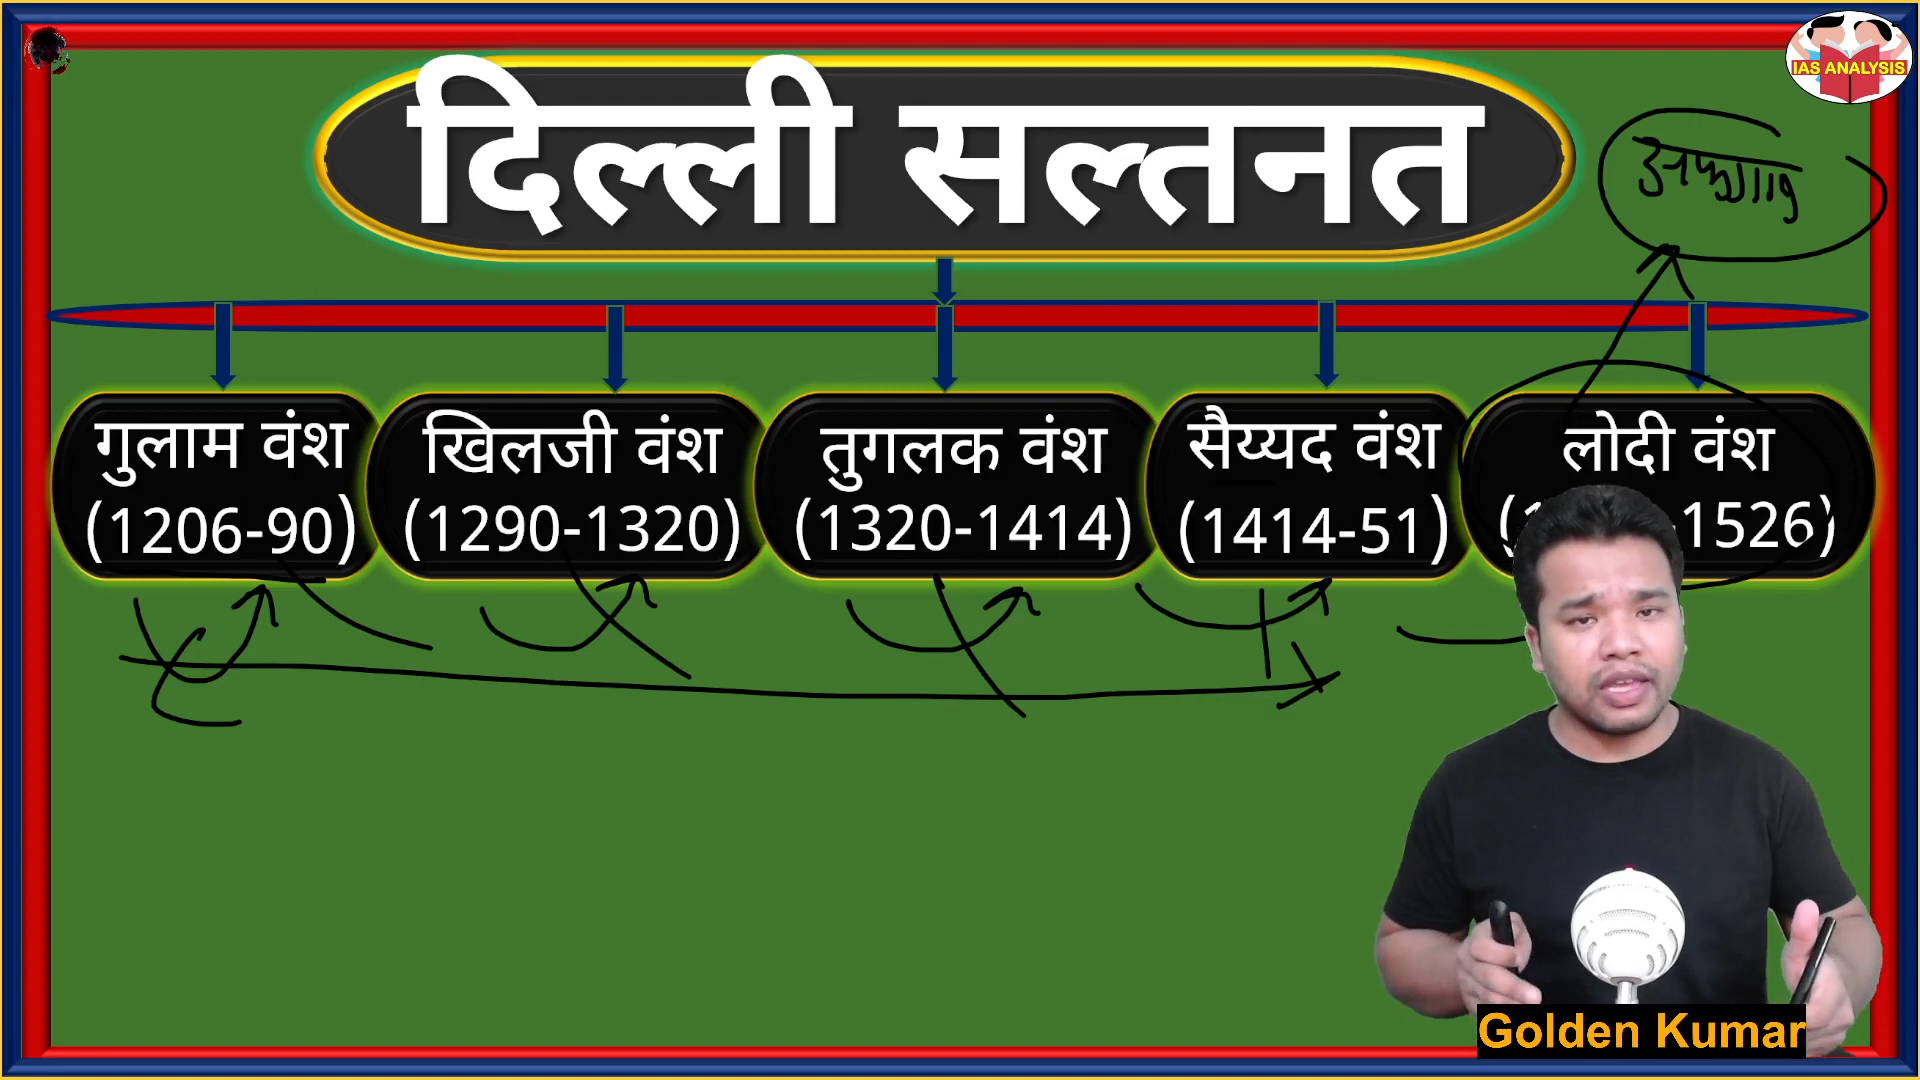 IAS ANALYSIS
दिल्ली सल्तनत
गुलाम वंश
(1206-90)
खिलजी वंश
(1290-1320)
तुगलक वंश
(1320-1414)
सैय्यद वंश
(1414-51)
लोदी वंश
-1526)
Golden Kumar